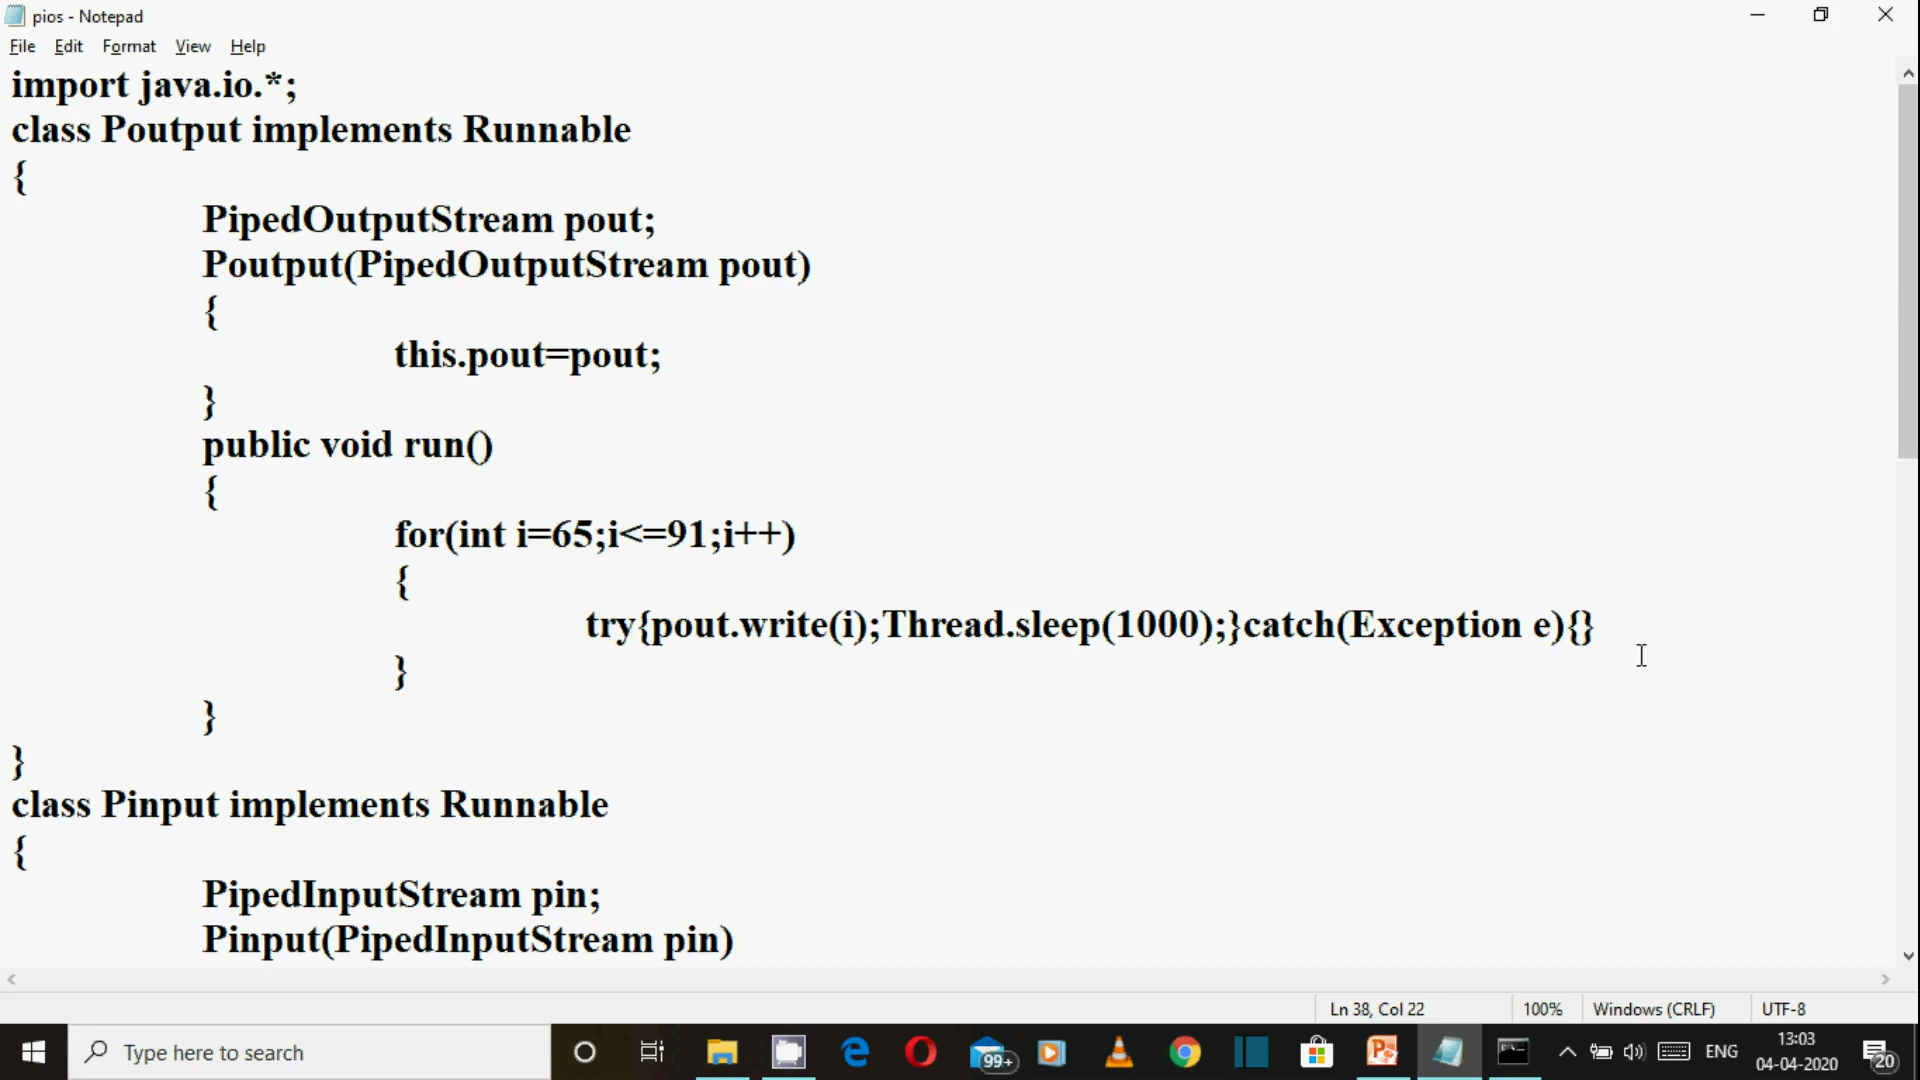 pios - Notepad
File Edit Format View Help
import java.io.*;
class Poutput implements Runnable
{
PipedOutputStream pout;
Poutput(PipedOutputStream pout)
{
this.pout=pout;
}
public void run()
{
for(int i=65;i<=91;i++)
{
try{pout.write(i);Thread.sleep(1000);}catch(Exception e){}
}
}
}
class Pinput implements Runnable
{
PipedInputStream pin;
Pinput(PipedInputStream pin)
Ln 38, Col 22 100% Windows (CRLF) UTF-8
Type here to search 99+ ENG 13:03
04-04-2020 20